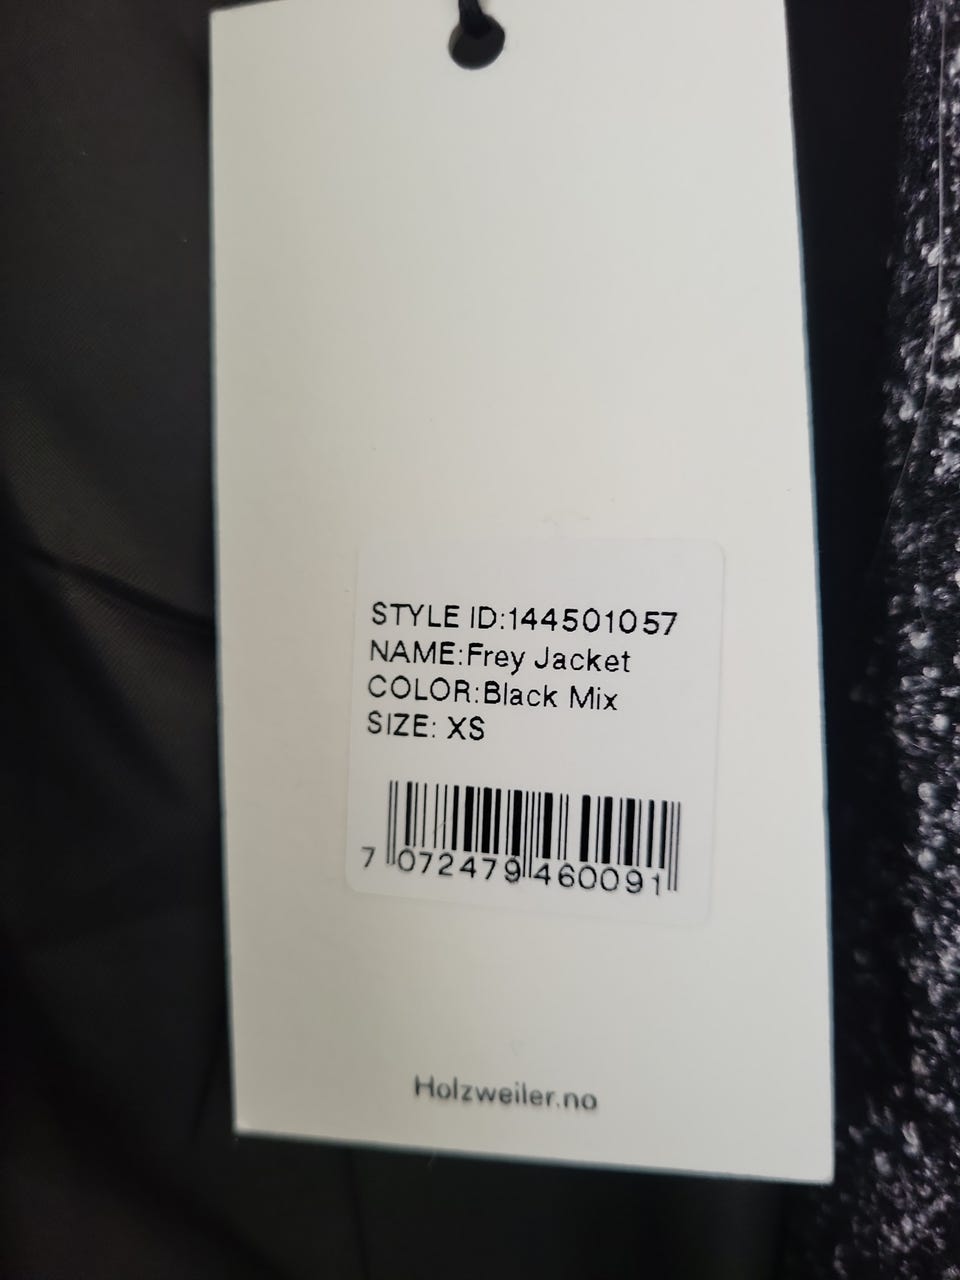 STYLE ID:144501057
NAME:Frey Jacket
COLOR:Black Mix
SIZE: XS
7 072479 460091
Holzweiler.no